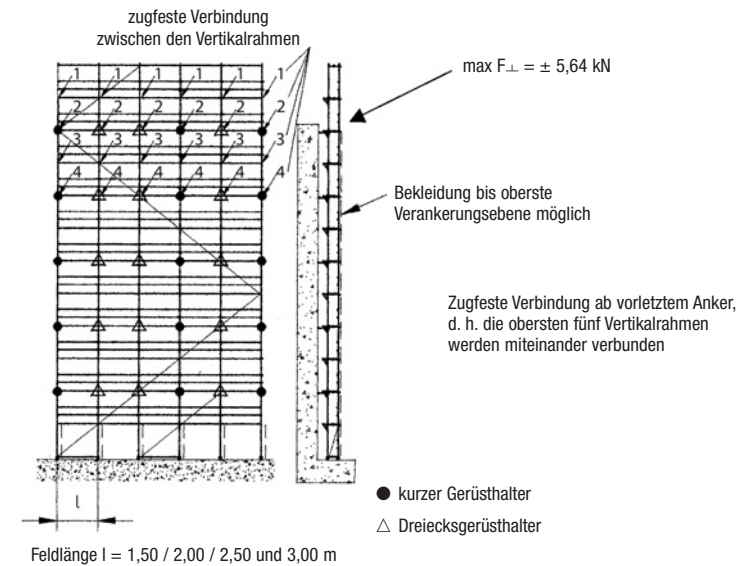 zugfeste Verbindung
zwischen den Vertikalrahmen
max F⊥ = ± 5,64 kN
1 1 1 1 1 1
2 2 2 2 2 2
3 3 3 3 3 3
4 4 4 4 4 4
Bekleidung bis oberste
Verankerungsebene möglich
Zugfeste Verbindung ab vorletztem Anker,
d. h. die obersten fünf Vertikalrahmen
werden miteinander verbunden
● kurzer Gerüsthalter
△ Dreiecksgerüsthalter
l
Feldlänge l = 1,50 / 2,00 / 2,50 und 3,00 m